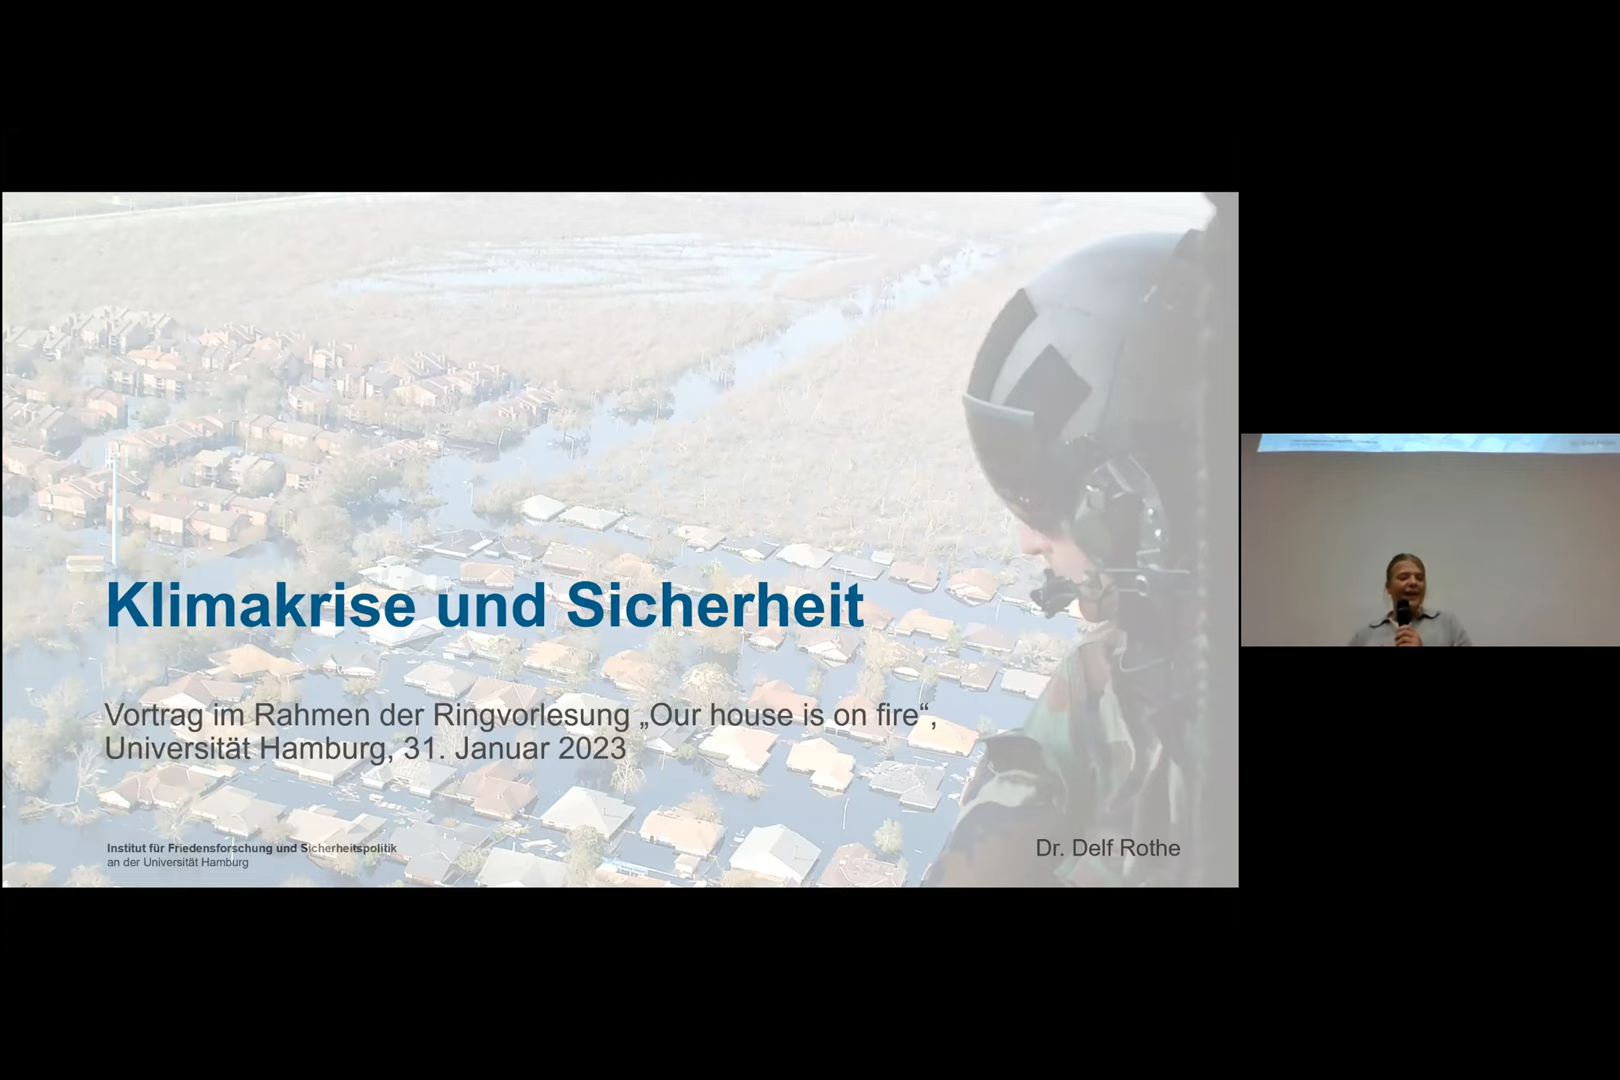 Klimakrise und Sicherheit
Vortrag im Rahmen der Ringvorlesung „Our house is on fire“,
Universität Hamburg, 31. Januar 2023
Institut für Friedensforschung und Sicherheitspolitik
an der Universität Hamburg
Dr. Delf Rothe